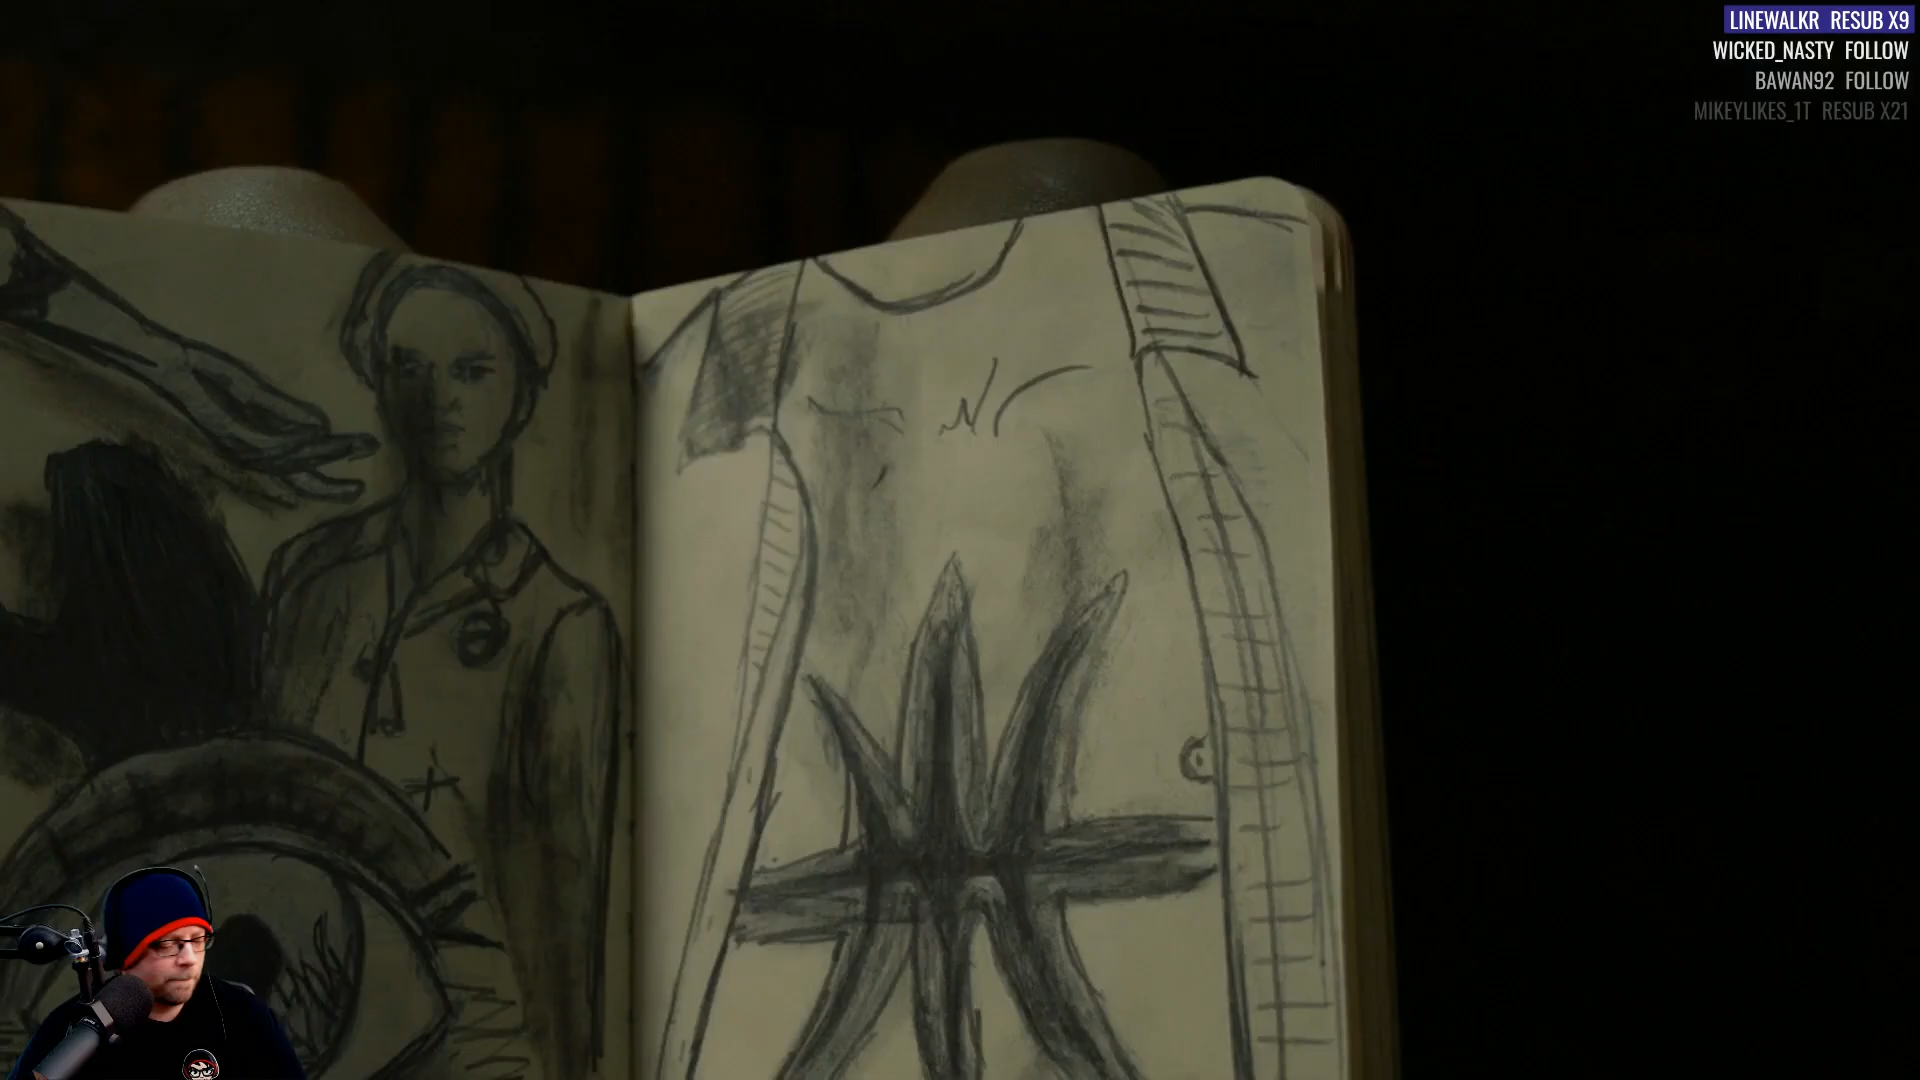 LINEWALKR RESUB X9
WICKED_NASTY FOLLOW
BAWAN92 FOLLOW
MIKEYLIKES_1T RESUB X21